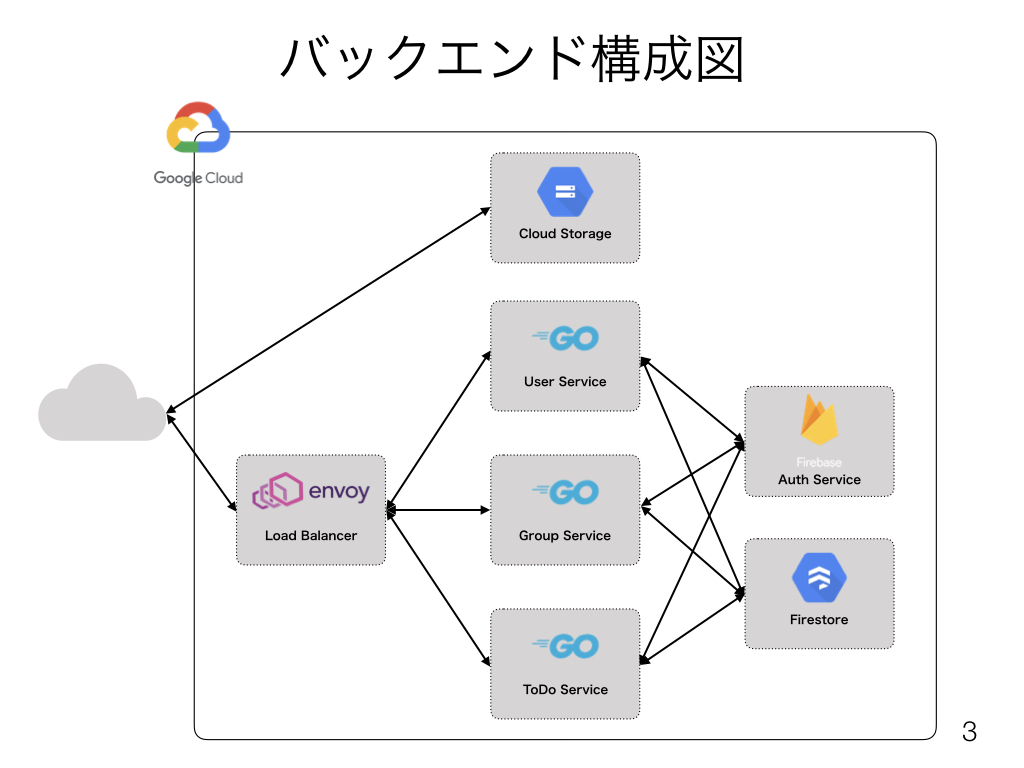 バックエンド構成図
Google Cloud
Cloud Storage
GO
User Service
Firebase
Auth Service
envoy
Load Balancer
GO
Group Service
Firestore
GO
ToDo Service
3